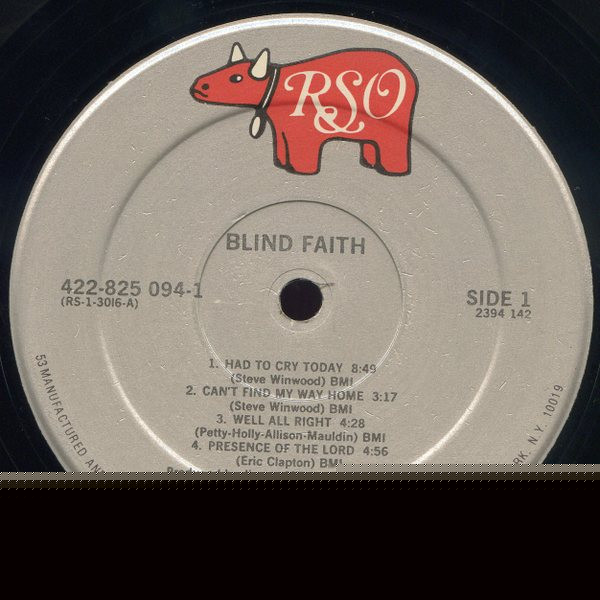 RSO
BLIND FAITH
422-825 094-1
(RS-1-3016-A)
SIDE 1
2394 142
1. HAD TO CRY TODAY 8:49
(Steve Winwood) BMI
2. CAN'T FIND MY WAY HOME 3:17
(Steve Winwood) BMI
3. WELL ALL RIGHT 4:28
(Petty-Holly-Allison-Mauldin) BMI
4. PRESENCE OF THE LORD 4:56
(Eric Clapton) BMI
53 MANUFACTURED
N.Y. 10019